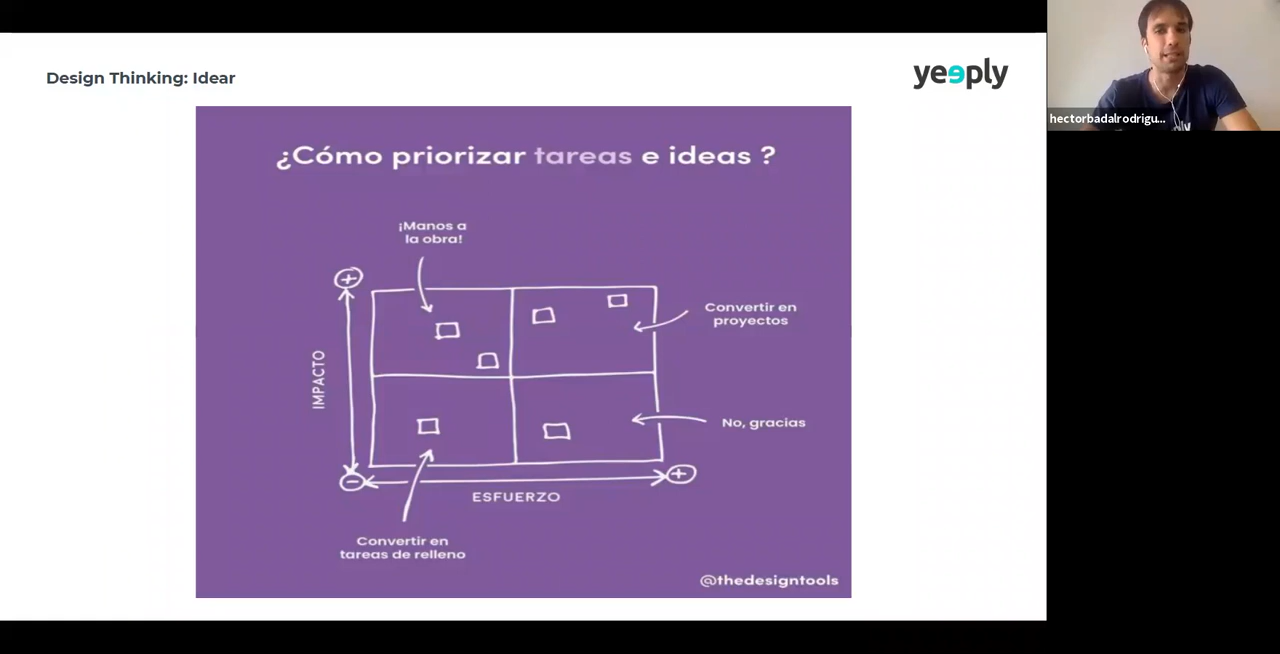 Design Thinking: Idear
yeeply
hectorbadalrodrigu...
¿Cómo priorizar tareas e ideas ?
¡Manos a
la obra!
Convertir en
proyectos
IMPACTO
No, gracias
ESFUERZO
Convertir en
tareas de relleno
@thedesigntools